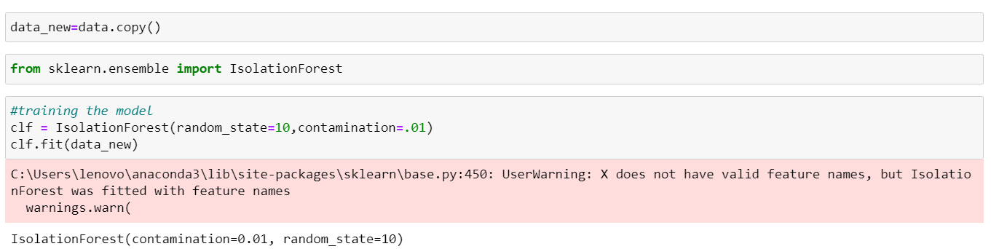 data_new=data.copy()
from sklearn.ensemble import IsolationForest
#training the model
clf = IsolationForest(random_state=10,contamination=.01)
clf.fit(data_new)
C:\Users\lenovo\anaconda3\lib\site-packages\sklearn\base.py:450: UserWarning: X does not have valid feature names, but Isolatio
nForest was fitted with feature names
  warnings.warn(
IsolationForest(contamination=0.01, random_state=10)